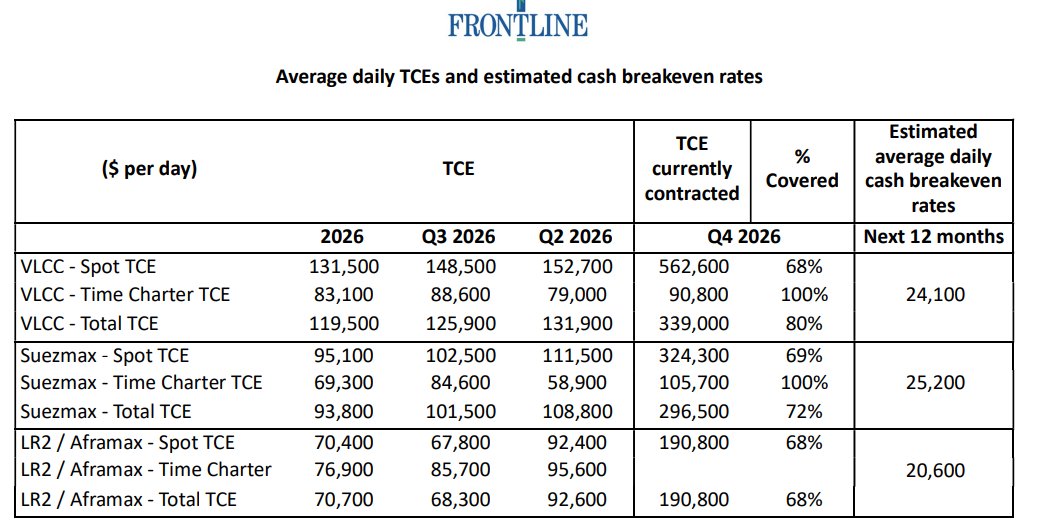 FRONTLINE
Average daily TCEs and estimated cash breakeven rates
($ per day) TCE TCE currently contracted % Covered Estimated average daily cash breakeven rates
2026 Q3 2026 Q2 2026 Q4 2026 Next 12 months
VLCC - Spot TCE 131,500 148,500 152,700 562,600 68%
VLCC - Time Charter TCE 83,100 88,600 79,000 90,800 100% 24,100
VLCC - Total TCE 119,500 125,900 131,900 339,000 80%
Suezmax - Spot TCE 95,100 102,500 111,500 324,300 69%
Suezmax - Time Charter TCE 69,300 84,600 58,900 105,700 100% 25,200
Suezmax - Total TCE 93,800 101,500 108,800 296,500 72%
LR2 / Aframax - Spot TCE 70,400 67,800 92,400 190,800 68%
LR2 / Aframax - Time Charter 76,900 85,700 95,600 20,600
LR2 / Aframax - Total TCE 70,700 68,300 92,600 190,800 68%